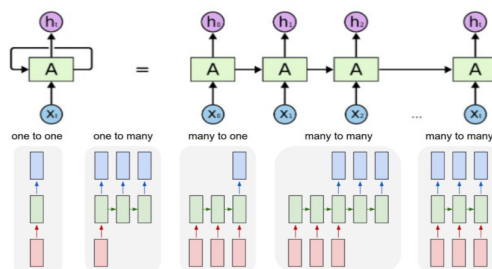 hₜ h₀ h₁ h₂ hₜ
A = A A A A
xₜ x₀ x₁ x₂ ... xₜ
one to one one to many many to one many to many many to many